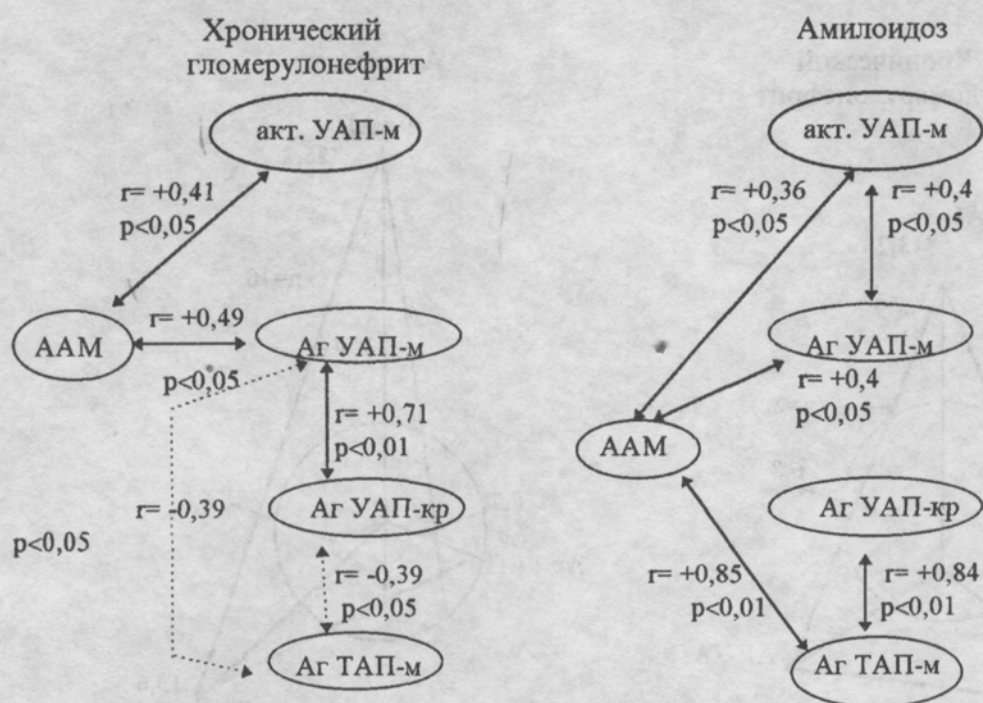 Хронический
гломерулонефрит
акт. УАП-м
r= +0,41
p<0,05
ААМ
r= +0,49
p<0,05
Аг УАП-м
r= +0,71
p<0,01
Аг УАП-кр
r= -0,39
p<0,05
r= -0,39
p<0,05
Аг ТАП-м
Амилоидоз
акт. УАП-м
r= +0,36
p<0,05
r= +0,4
p<0,05
Аг УАП-м
r= +0,4
p<0,05
ААМ
Аг УАП-кр
r= +0,85
p<0,01
r= +0,84
p<0,01
Аг ТАП-м